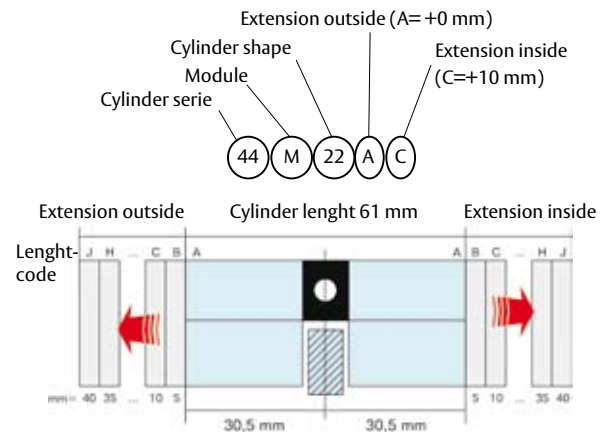 Extension outside (A= +0 mm)
Cylinder shape
Extension inside
(C=+10 mm)
Module
Cylinder serie
44 M 22 A C
Extension outside Cylinder lenght 61 mm Extension inside
Lenght-
code
J H ... C B A A B C ... H J
mm= 40 35 ... 10 5 5 10 ... 35 40
30,5 mm 30,5 mm